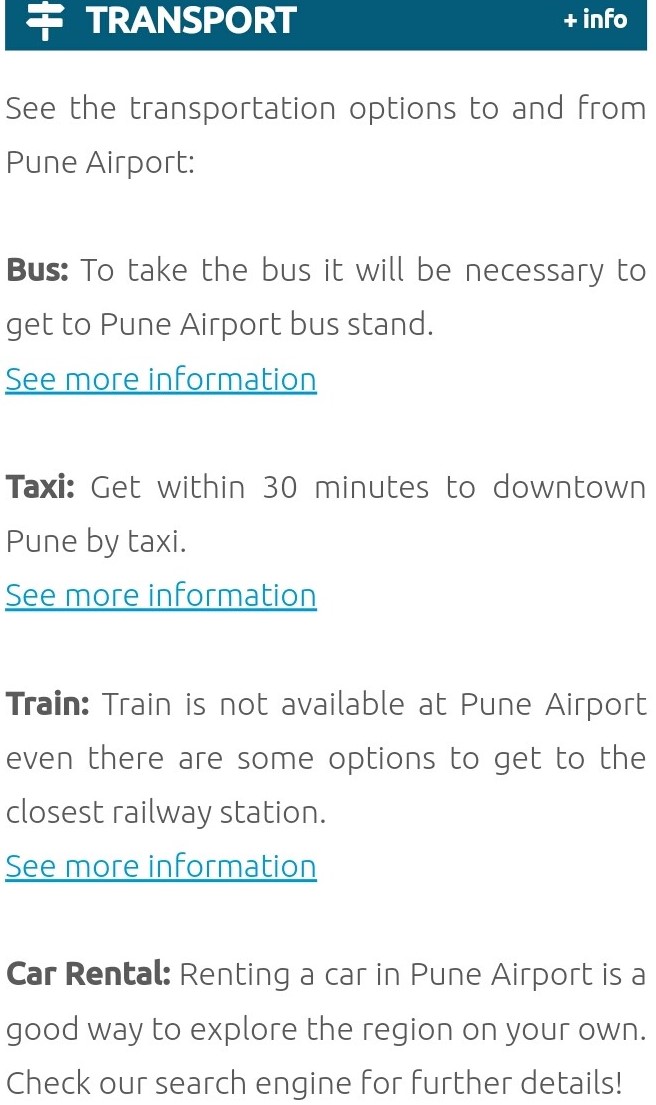 TRANSPORT + info
See the transportation options to and from
Pune Airport:
Bus: To take the bus it will be necessary to
get to Pune Airport bus stand.
See more information
Taxi: Get within 30 minutes to downtown
Pune by taxi.
See more information
Train: Train is not available at Pune Airport
even there are some options to get to the
closest railway station.
See more information
Car Rental: Renting a car in Pune Airport is a
good way to explore the region on your own.
Check our search engine for further details!